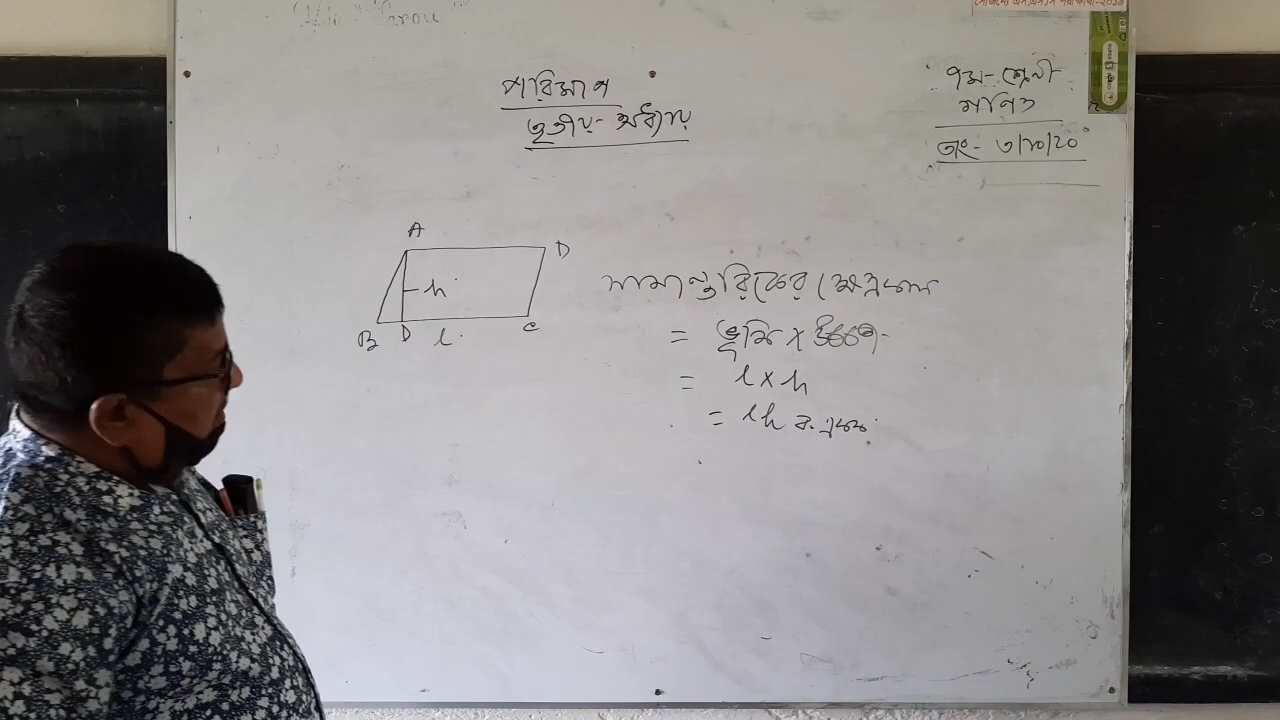 পরিমাপ
তৃতীয়- অধ্যায়
৭ম- শ্রেণী
গণিত
তাং- ৩/১০/২০
A
D
h
B D l C
সামান্তরিকের ক্ষেত্রফল
= ভূমি x উচ্চতা
= l x h
= lh ব. একক